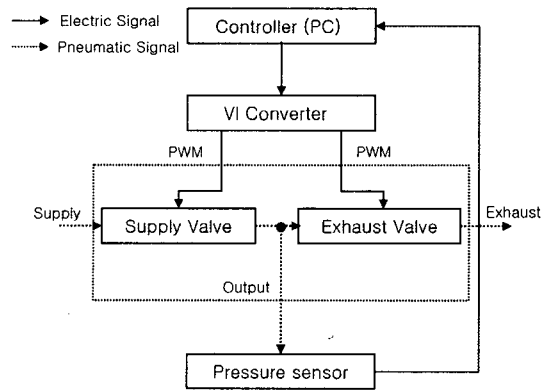 Electric Signal
Pneumatic Signal
Controller (PC)
VI Converter
PWM
PWM
Supply
Supply Valve
Exhaust Valve
Exhaust
Output
Pressure sensor